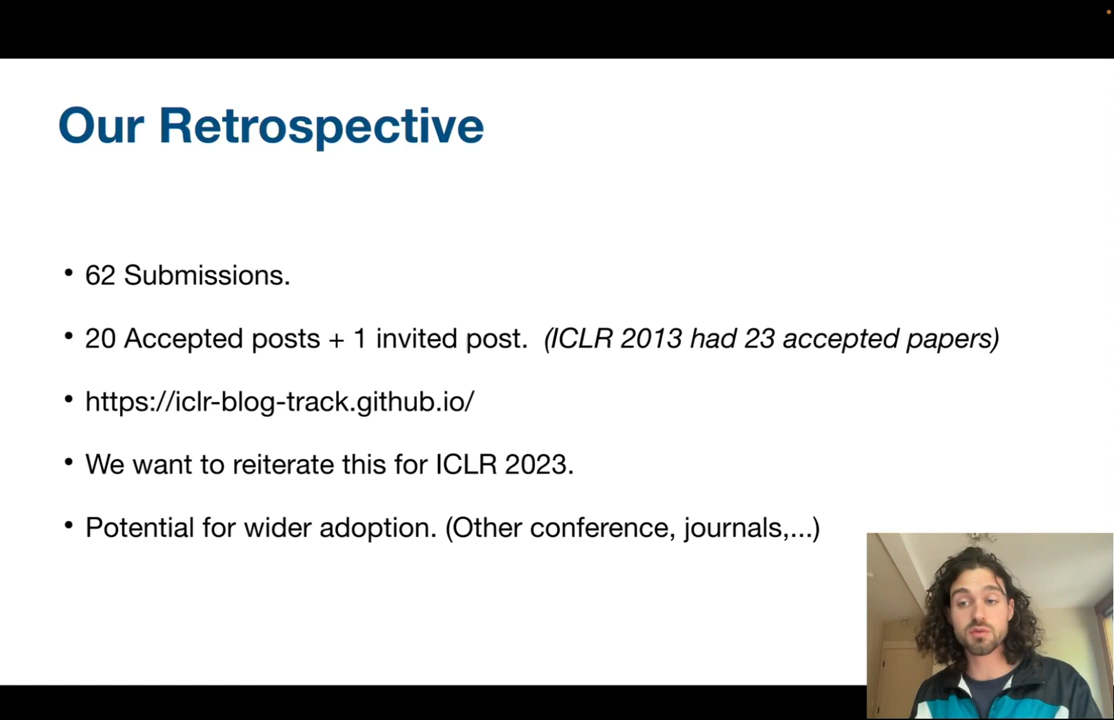 Our Retrospective
• 62 Submissions.
• 20 Accepted posts + 1 invited post. (ICLR 2013 had 23 accepted papers)
• https://iclr-blog-track.github.io/
• We want to reiterate this for ICLR 2023.
• Potential for wider adoption. (Other conference, journals,...)